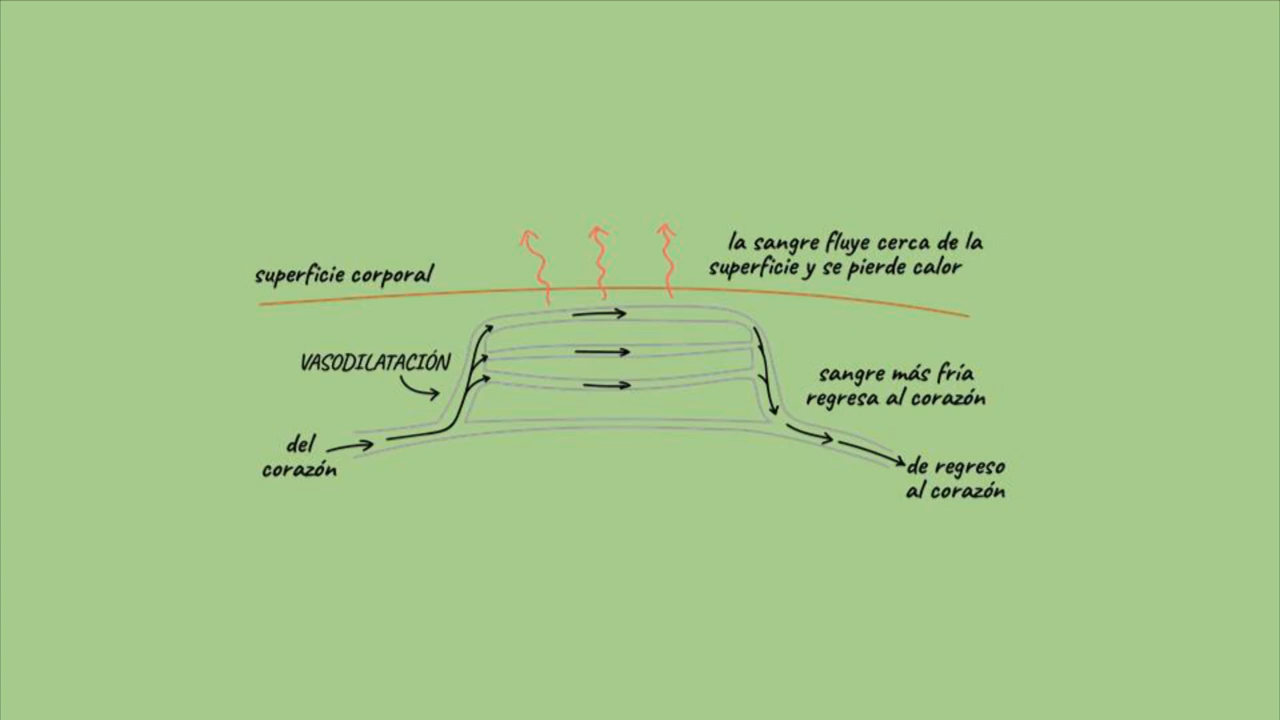 superficie corporal
la sangre fluye cerca de la
superficie y se pierde calor
VASODILATACIÓN
sangre más fría
regresa al corazón
del
corazón
de regreso
al corazón